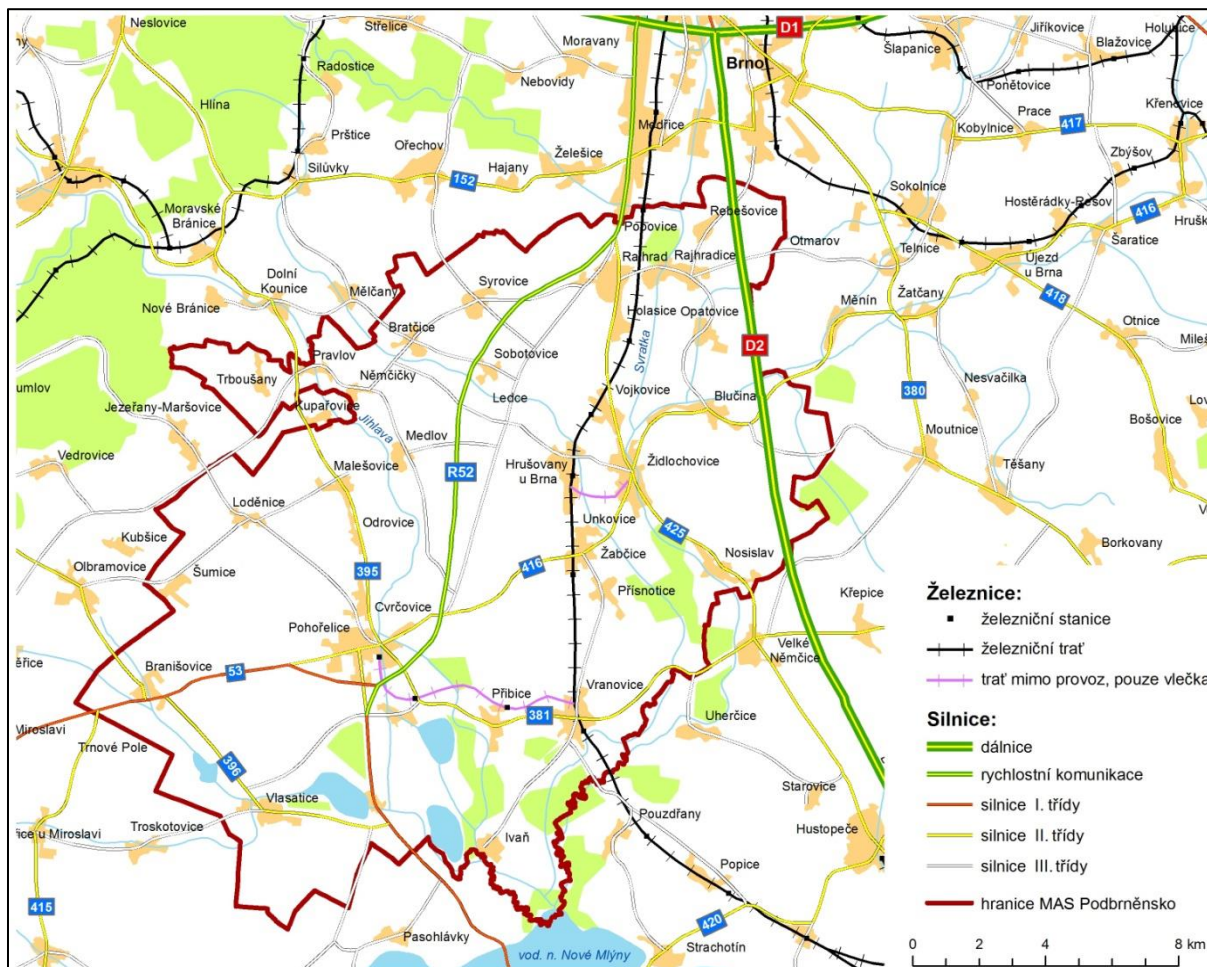 Neslovice
Střelice
Moravany
D1
Jiříkovice
Holubice
Šlapanice
Blažovice
Radostice
Nebovidy
Brno
Ponětovice
Hlína
Prštice
Modřice
Prace
Křenovice
Ořechov
Želešice
Kobylnice
417
Silůvky
Hajany
Zbýšov
152
Sokolnice
Moravské
Bránice
Rebešovice
Hostěrádky-Rešov
416
Popovice
Otmarov
Telnice
Šaratice
Rajhrad
Rajhradice
Újezd
u Brna
Dolní
Kounice
Mělčany
Syrovice
Nové Bránice
Měnín
Žatčany
418
Holasice
Opatovice
Bratčice
Svratka
Otnice
D2
Pravlov
Sobotovice
Trboušany
Němčičky
Vojkovice
Nesvačilka
380
Ledce
Blučina
Jezeřany-Maršovice
Kupařovice
Jihlava
Bošovice
Medlov
Moutnice
Vedrovice
Malešovice
R52
Hrušovany
u Brna
Židlochovice
Těšany
Loděnice
Odrovice
Unkovice
425
Kubšice
Borkovany
Olbramovice
Šumice
395
416
Žabčice
Nosislav
Cvrčovice
Přísnotice
Křepice
Pohořelice
Velké
Němčice
Branišovice
53
Přibice
Vranovice
381
Uherčice
Miroslavi
Trnové Pole
396
Vlasatice
Starovice
Troskotovice
Pouzdřany
Hustopeče
Ivaň
Popice
415
420
Pasohlávky
vod. n. Nové Mlýny
Strachotín
Železnice:
železniční stanice
železniční trať
trať mimo provoz, pouze vlečka
Silnice:
dálnice
rychlostní komunikace
silnice I. třídy
silnice II. třídy
silnice III. třídy
hranice MAS Podbrněnsko
0 2 4 8 km